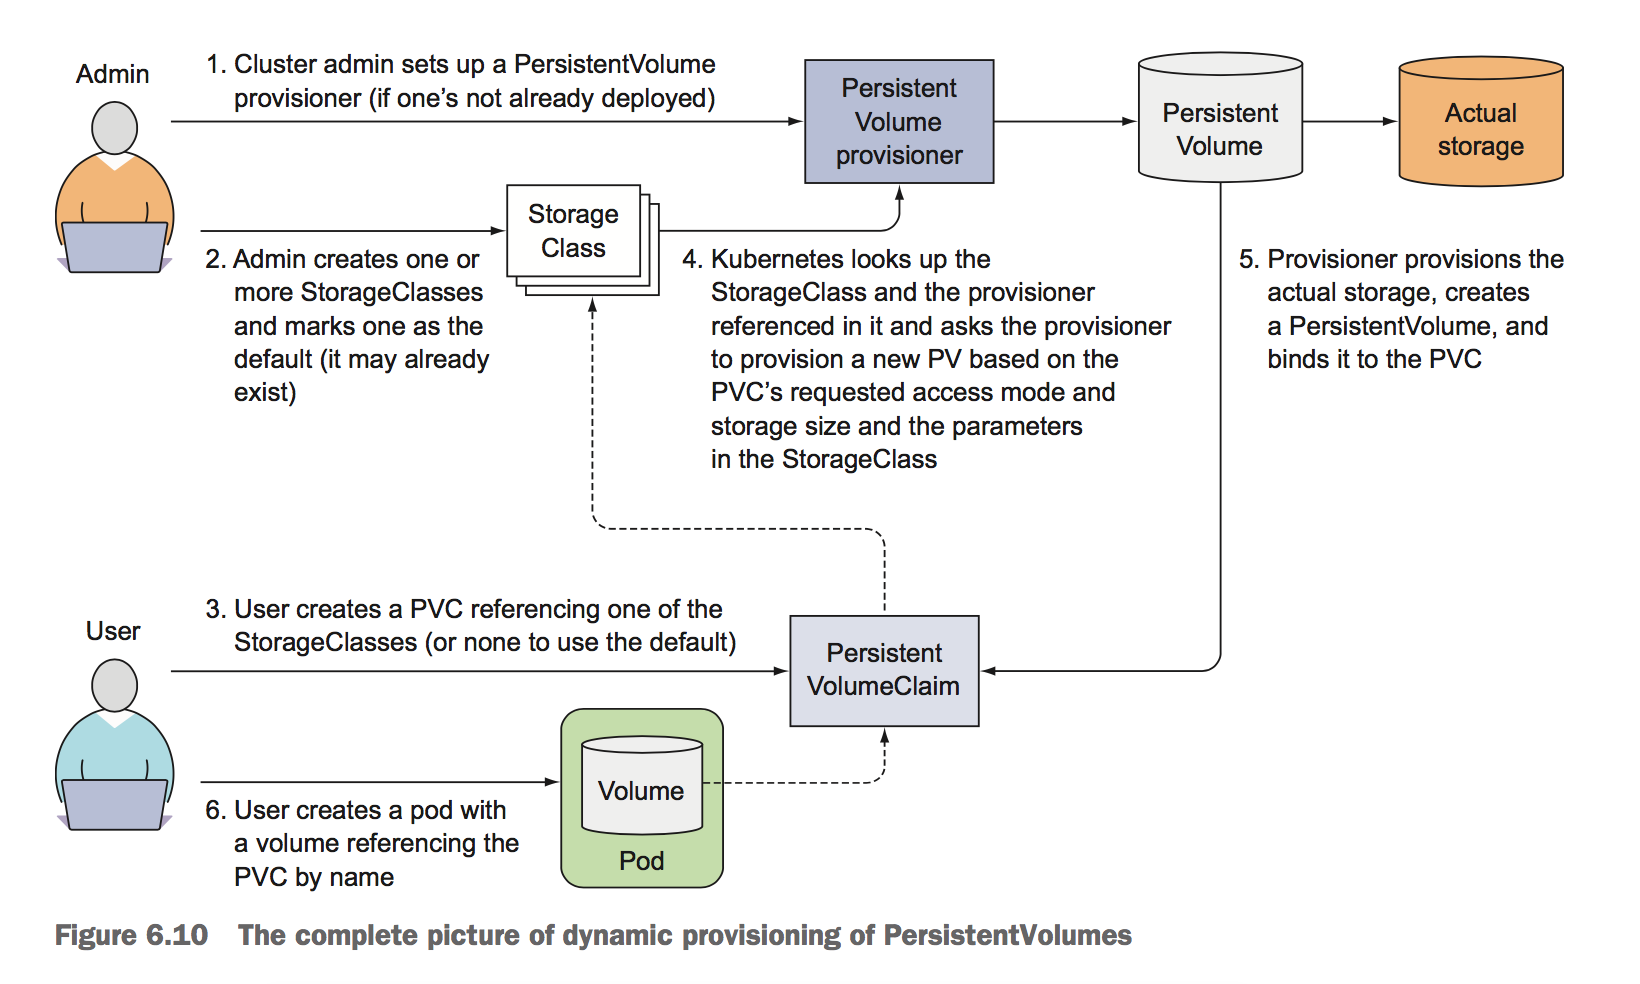 Admin
1. Cluster admin sets up a PersistentVolume
provisioner (if one's not already deployed)
Persistent
Volume
provisioner
Persistent
Volume
Actual
storage
Storage
Class
2. Admin creates one or
more StorageClasses
and marks one as the
default (it may already
exist)
4. Kubernetes looks up the
StorageClass and the provisioner
referenced in it and asks the provisioner
to provision a new PV based on the
PVC's requested access mode and
storage size and the parameters
in the StorageClass
5. Provisioner provisions the
actual storage, creates
a PersistentVolume, and
binds it to the PVC
User
3. User creates a PVC referencing one of the
StorageClasses (or none to use the default)
Persistent
VolumeClaim
Volume
Pod
6. User creates a pod with
a volume referencing the
PVC by name
Figure 6.10 The complete picture of dynamic provisioning of PersistentVolumes